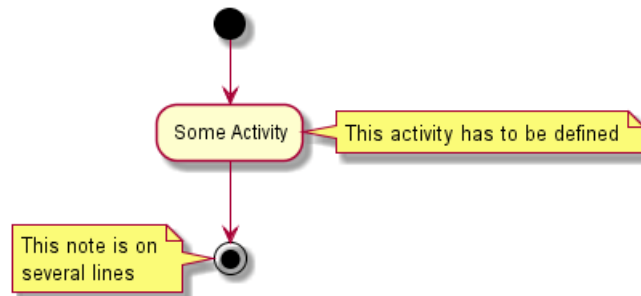 Some Activity
This activity has to be defined
This note is on
several lines